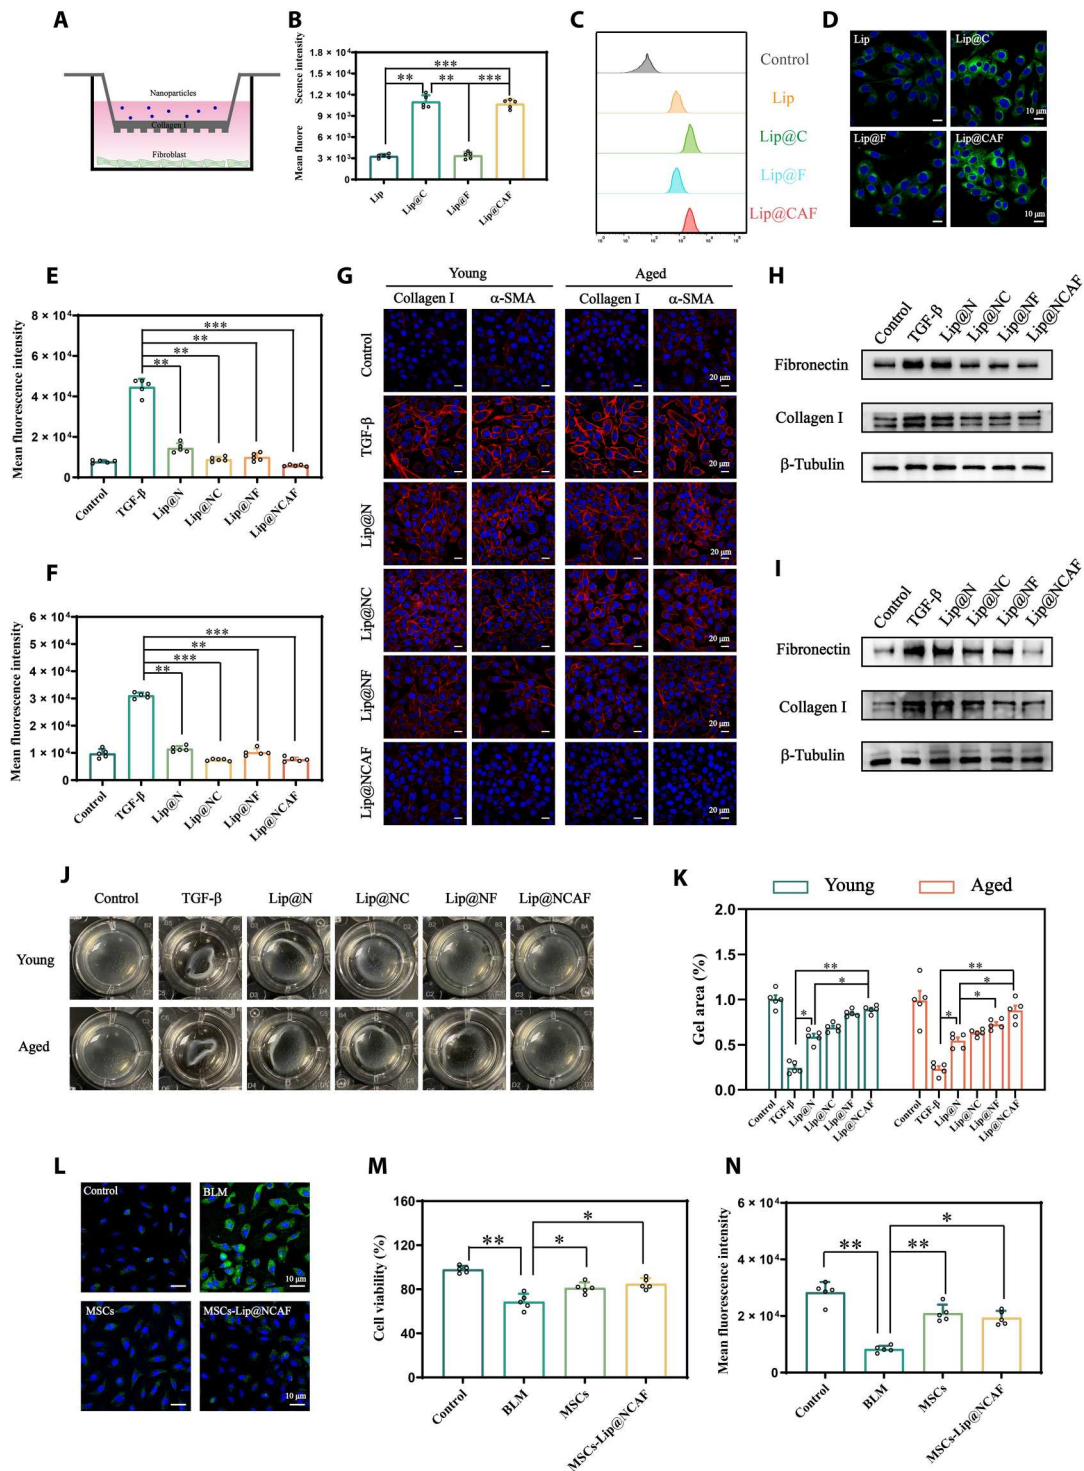 A
Nanoparticles
Collagen I
Fibroblast
B
Mean fluore Scence intensity
1.8 × 10⁴
1.5 × 10⁴
1.2 × 10⁴
9 × 10³
6 × 10³
3 × 10³
0
***
** ** ***
Lip
Lip@C
Lip@F
Lip@CAF
C
Control
Lip
Lip@C
Lip@F
Lip@CAF
D
Lip
Lip@C
10 μm
Lip@F
Lip@CAF
10 μm
E
Mean fluorescence intensity
8 × 10⁴
6 × 10⁴
4 × 10⁴
2 × 10⁴
0
***
**
**
**
Control
TGF-β
Lip@N
Lip@NC
Lip@NF
Lip@NCAF
F
Mean fluorescence intensity
6 × 10⁴
5 × 10⁴
4 × 10⁴
3 × 10⁴
2 × 10⁴
1 × 10⁴
0
***
**
***
**
Control
TGF-β
Lip@N
Lip@NC
Lip@NF
Lip@NCAF
G
Young Aged
Collagen I α-SMA Collagen I α-SMA
Control
20 μm
TGF-β
20 μm
Lip@N
20 μm
Lip@NC
20 μm
Lip@NF
20 μm
Lip@NCAF
20 μm
H
Control TGF-β Lip@N Lip@NC Lip@NF Lip@NCAF
Fibronectin
Collagen I
β-Tubulin
I
Control TGF-β Lip@N Lip@NC Lip@NF Lip@NCAF
Fibronectin
Collagen I
β-Tubulin
J
Control TGF-β Lip@N Lip@NC Lip@NF Lip@NCAF
Young
Aged
K
Young Aged
Gel area (%)
2.0
1.5
1.0
0.5
0.0
** **
* *
* * *
Control
TGF-β
Lip@N
Lip@NC
Lip@NF
Lip@NCAF
Control
TGF-β
Lip@N
Lip@NC
Lip@NF
Lip@NCAF
L
Control
BLM
10 μm
MSCs
MSCs-Lip@NCAF
10 μm
M
Cell viability (%)
160
120
80
40
0
*
** *
Control
BLM
MSCs
MSCs-Lip@NCAF
N
Mean fluorescence intensity
6 × 10⁴
4 × 10⁴
2 × 10⁴
0
*
** **
Control
BLM
MSCs
MSCs-Lip@NCAF